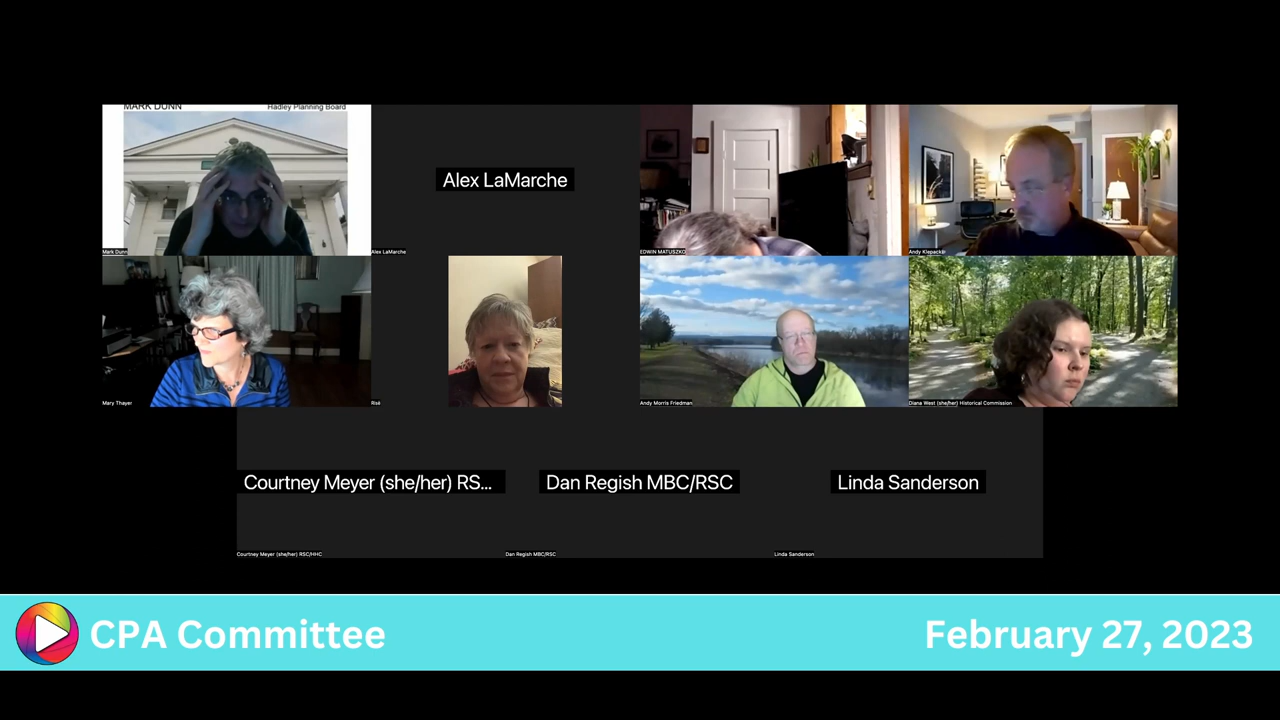 MARK DUNN
Hadley Planning Board
Mark Dunn
Alex LaMarche
Alex LaMarche
EDWIN MATUSZKO
Andy Klepacki
Mary Thayer
Risë
Andy Morris Friedman
Diana West (she/her) Historical Commission
Courtney Meyer (she/her) RS...
Dan Regish MBC/RSC
Linda Sanderson
Courtney Meyer (she/her) RSC/HHC
Dan Regish MBC/RSC
Linda Sanderson
CPA Committee
February 27, 2023